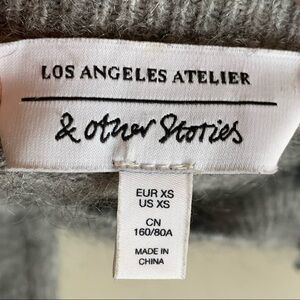 LOS ANGELES ATELIER
& other Stories
EUR XS
US XS
CN
160/80A
MADE IN
CHINA